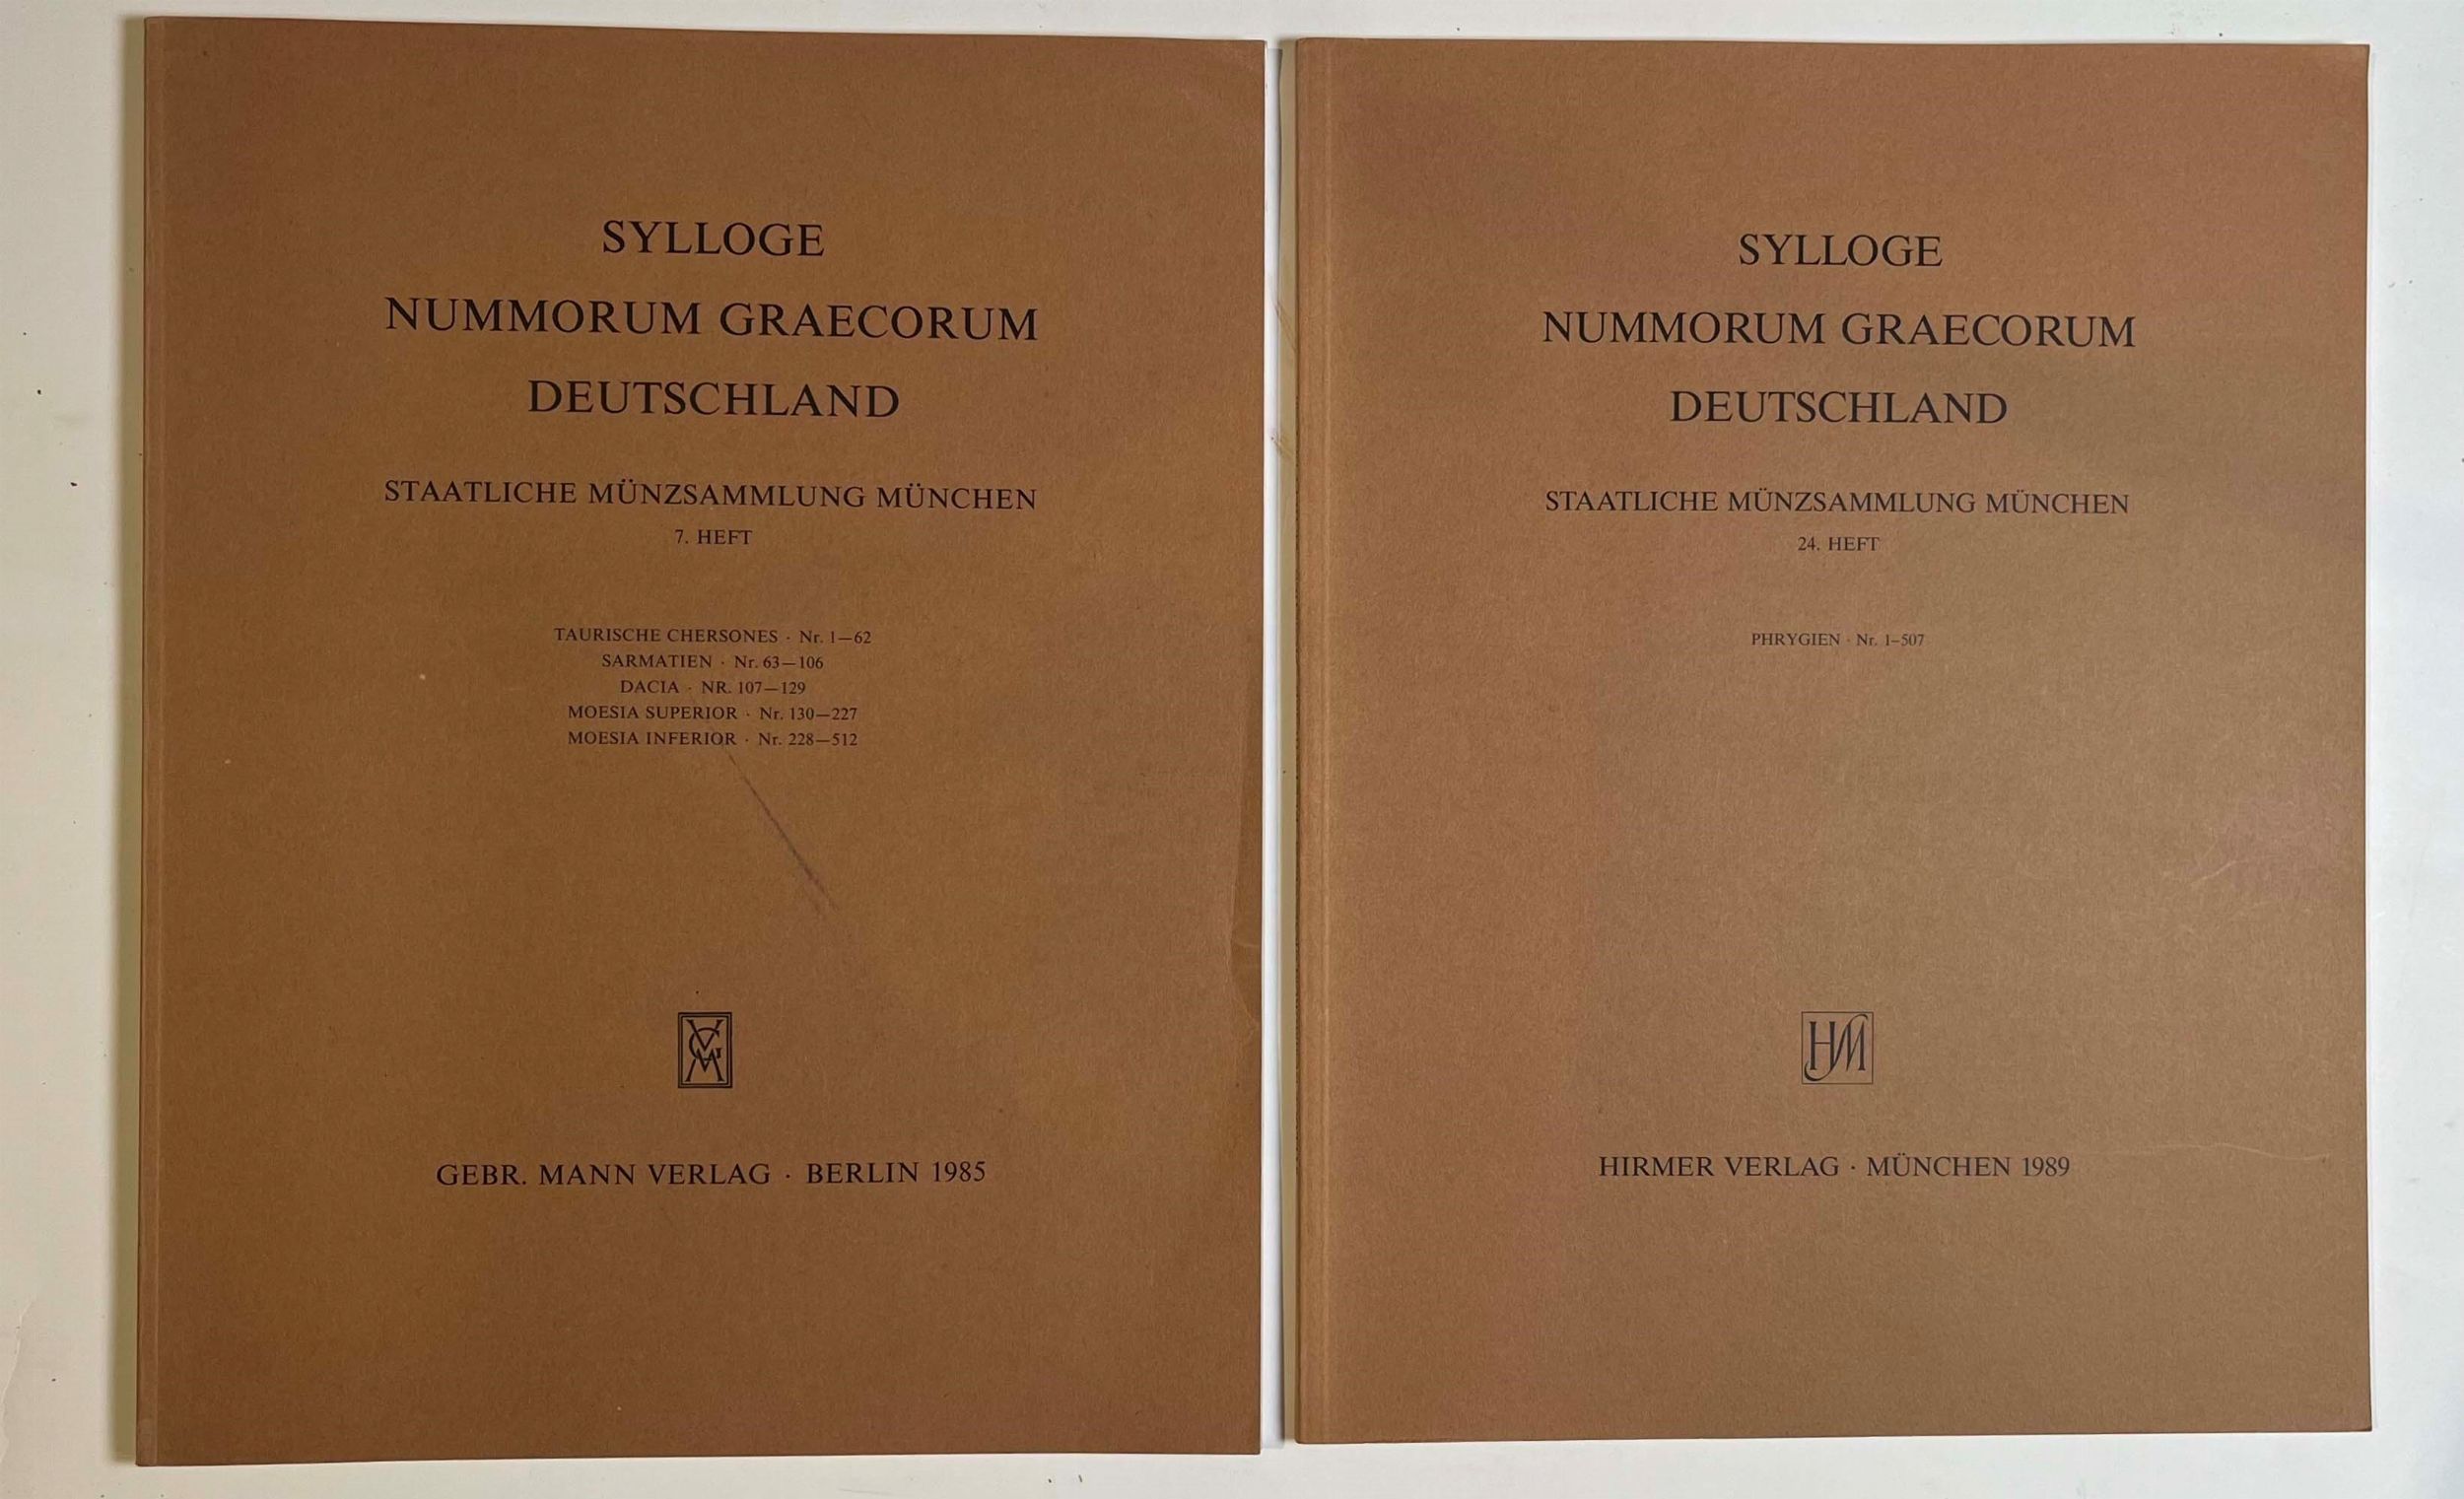 SYLLOGE
NUMMORUM GRAECORUM
DEUTSCHLAND
STAATLICHE MÜNZSAMMLUNG MÜNCHEN
7. HEFT
TAURISCHE CHERSONES · Nr. 1—62
SARMATIEN · Nr. 63—106
DACIA · NR. 107—129
MOESIA SUPERIOR · Nr. 130—227
MOESIA INFERIOR · Nr. 228—512
GEBR. MANN VERLAG · BERLIN 1985
SYLLOGE
NUMMORUM GRAECORUM
DEUTSCHLAND
STAATLICHE MÜNZSAMMLUNG MÜNCHEN
24. HEFT
PHRYGIEN · Nr. 1–507
HM
HIRMER VERLAG · MÜNCHEN 1989